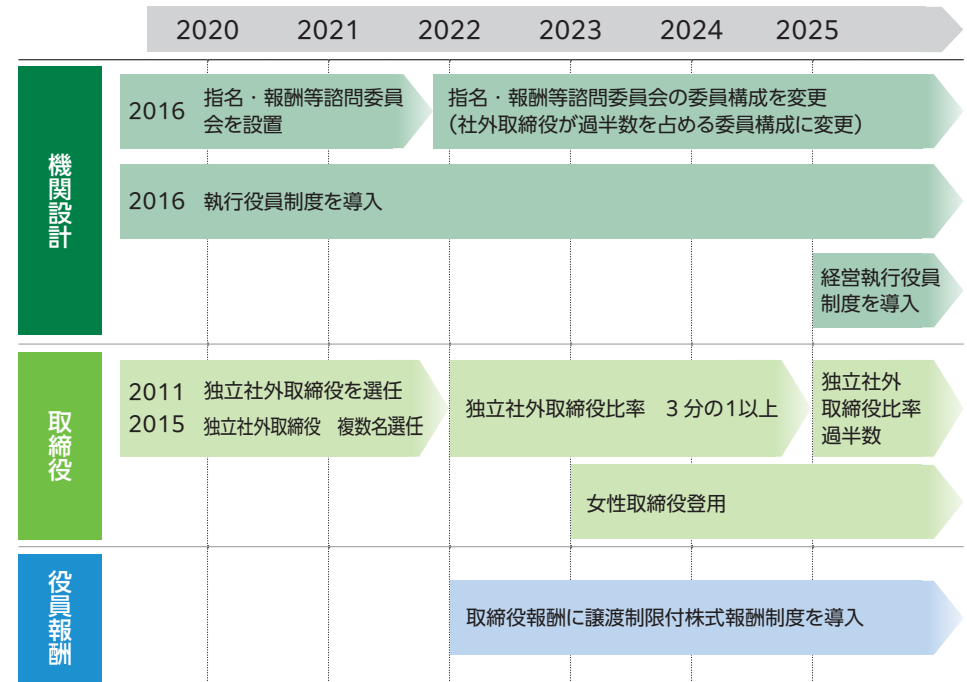 2020 2021 2022 2023 2024 2025
機関設計
2016 指名・報酬等諮問委員
会を設置
指名・報酬等諮問委員会の委員構成を変更
(社外取締役が過半数を占める委員構成に変更)
2016 執行役員制度を導入
経営執行役員
制度を導入
取締役
2011 独立社外取締役を選任
2015 独立社外取締役 複数名選任
独立社外取締役比率 3分の1以上
独立社外
取締役比率
過半数
女性取締役登用
役員報酬
取締役報酬に譲渡制限付株式報酬制度を導入